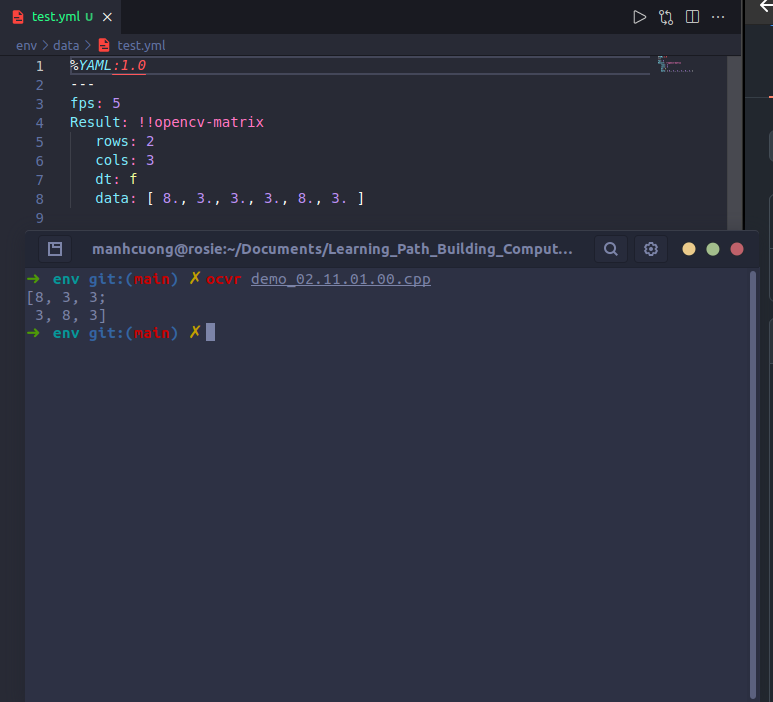 test.yml U
env > data > test.yml
1 %YAML:1.0
2 ---
3 fps: 5
4 Result: !!opencv-matrix
5 rows: 2
6 cols: 3
7 dt: f
8 data: [ 8., 3., 3., 3., 8., 3. ]
9
manhcuong@rosie:~/Documents/Learning_Path_Building_Comput...
➜ env git:(main) ✗ ocvr demo_02.11.01.00.cpp
[8, 3, 3;
3, 8, 3]
➜ env git:(main) ✗